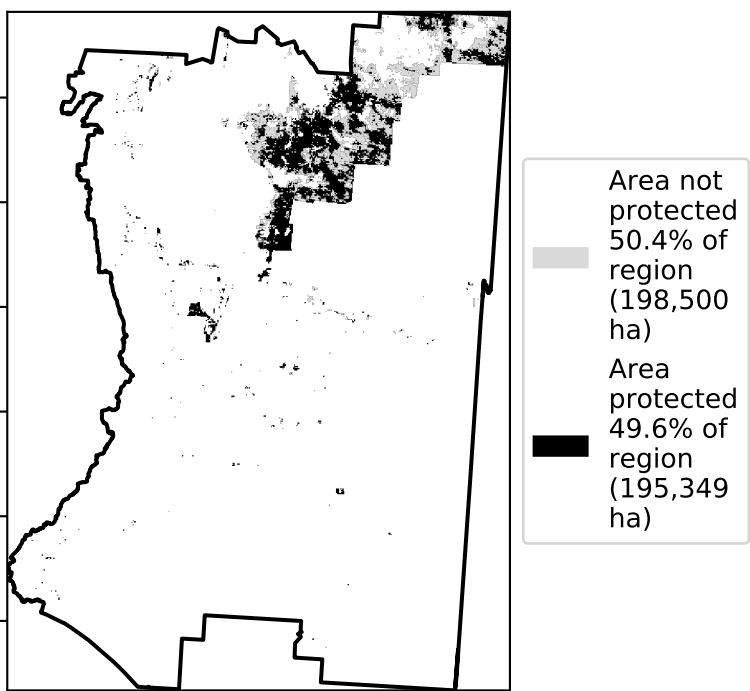 Area not
protected
50.4% of
region
(198,500
ha)
Area
protected
49.6% of
region
(195,349
ha)